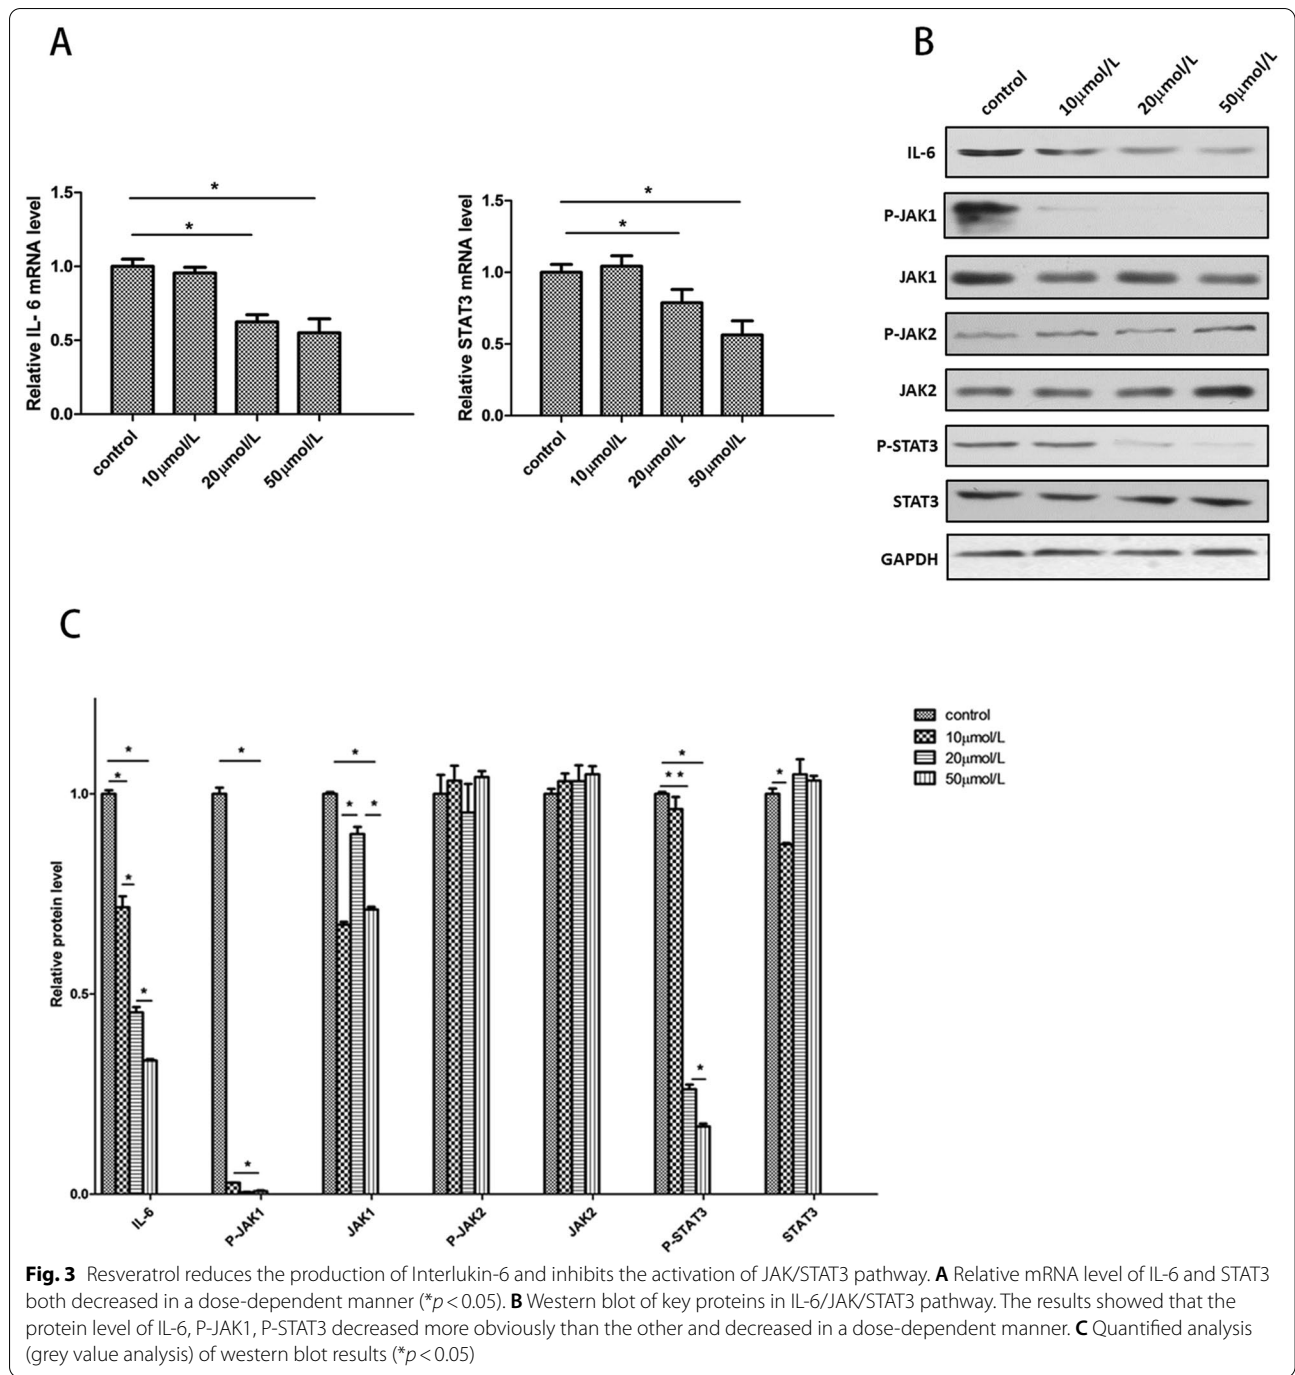 A
Relative IL- 6 mRNA level
1.5
1.0
0.5
0.0
*
*
control
10μmol/L
20μmol/L
50μmol/L
Relative STAT3 mRNA level
1.5
1.0
0.5
0.0
*
*
control
10μmol/L
20μmol/L
50μmol/L
B
control
10μmol/L
20μmol/L
50μmol/L
IL-6
P-JAK1
JAK1
P-JAK2
JAK2
P-STAT3
STAT3
GAPDH
C
Relative protein level
1.0
0.5
0.0
*
*
*
*
*
*
*
*
*
*
* *
*
*
IL-6
P-JAK1
JAK1
P-JAK2
JAK2
P-STAT3
STAT3
control
10μmol/L
20μmol/L
50μmol/L
Fig. 3 Resveratrol reduces the production of Interlukin-6 and inhibits the activation of JAK/STAT3 pathway. A Relative mRNA level of IL-6 and STAT3
both decreased in a dose-dependent manner (*p < 0.05). B Western blot of key proteins in IL-6/JAK/STAT3 pathway. The results showed that the
protein level of IL-6, P-JAK1, P-STAT3 decreased more obviously than the other and decreased in a dose-dependent manner. C Quantified analysis
(grey value analysis) of western blot results (*p < 0.05)